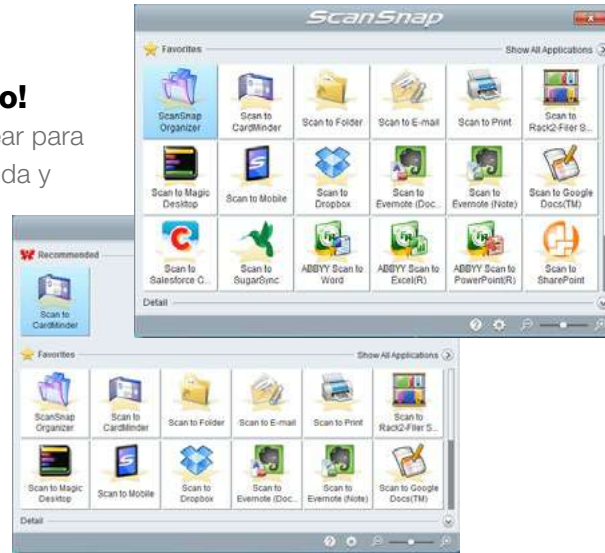 o!
ar para
da y
ScanSnap
Favorites
Show All Applications
ScanSnap Organizer
Scan to CardMinder
Scan to Folder
Scan to E-mail
Scan to Print
Scan to Rack2-Filer S...
Scan to Magic Desktop
Scan to Mobile
Scan to Dropbox
Scan to Evernote (Doc...
Scan to Evernote (Note)
Scan to Google Docs(TM)
Scan to Salesforce C...
Scan to SugarSync
ABBYY Scan to Word
ABBYY Scan to Excel(R)
ABBYY Scan to PowerPoint(R)
Scan to SharePoint
Detail
Recommended
Scan to CardMinder
Favorites
Show All Applications
ScanSnap Organizer
Scan to CardMinder
Scan to Folder
Scan to E-mail
Scan to Print
Scan to Rack2-Filer S...
Scan to Magic Desktop
Scan to Mobile
Scan to Dropbox
Scan to Evernote (Doc...
Scan to Evernote (Note)
Scan to Google Docs(TM)
Detail